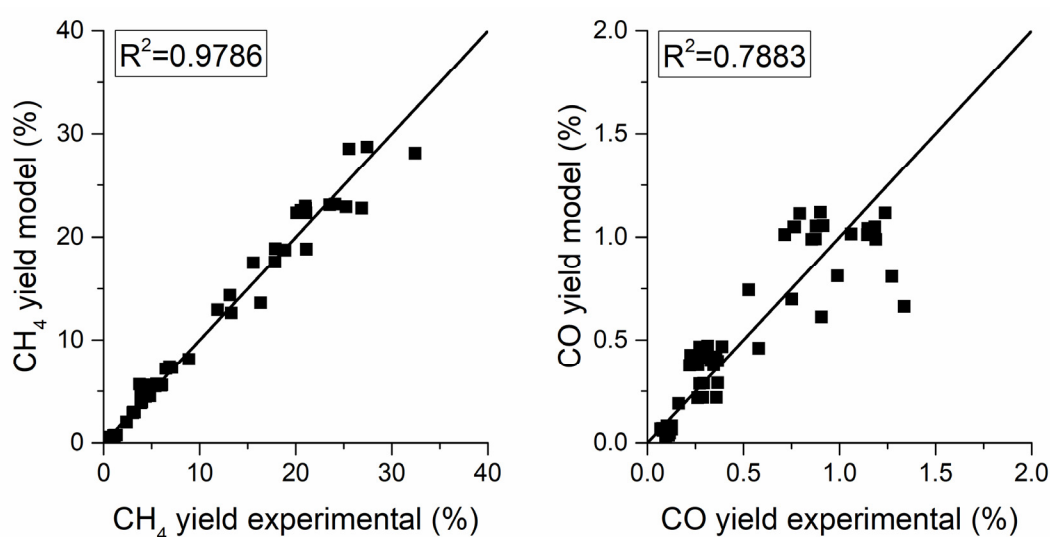 R²=0.9786
CH₄ yield model (%)
40
30
20
10
0
0 10 20 30 40
CH₄ yield experimental (%)
R²=0.7883
CO yield model (%)
2.0
1.5
1.0
0.5
0.0
0.0 0.5 1.0 1.5 2.0
CO yield experimental (%)